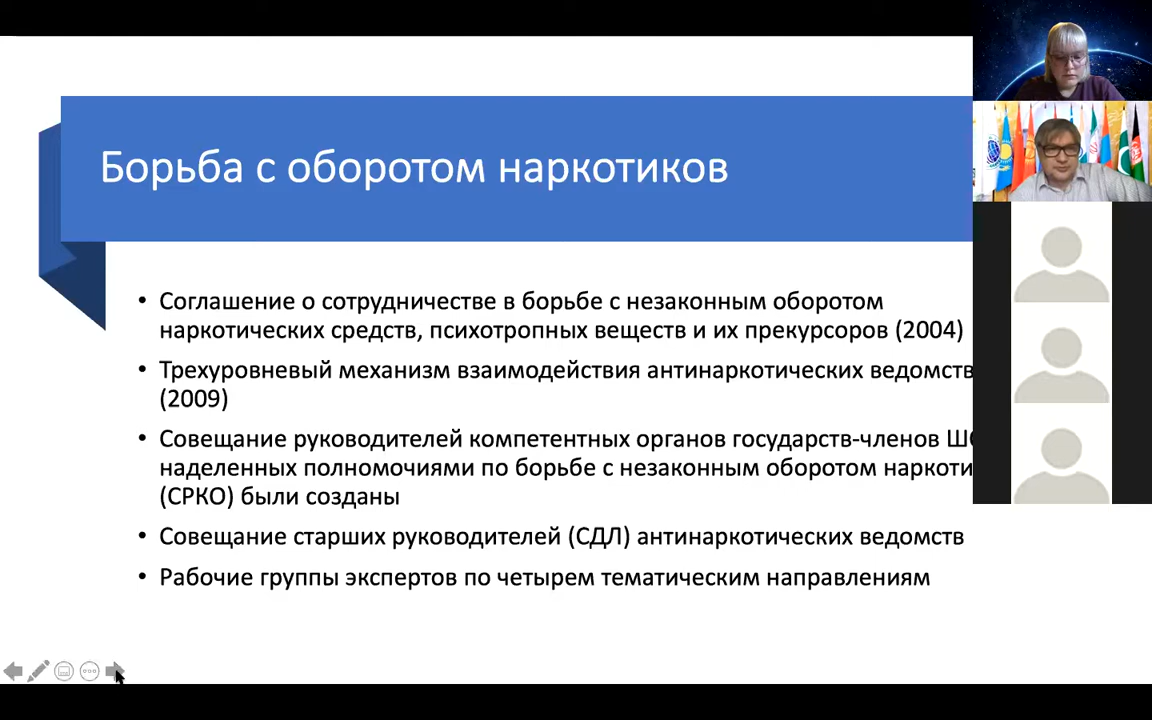 Борьба с оборотом наркотиков
• Соглашение о сотрудничестве в борьбе с незаконным оборотом
наркотических средств, психотропных веществ и их прекурсоров (2004)
• Трехуровневый механизм взаимодействия антинаркотических ведомств
(2009)
• Совещание руководителей компетентных органов государств-членов
наделенных полномочиями по борьбе с незаконным оборотом
(СРКО) были созданы
• Совещание старших руководителей (СДЛ) антинаркотических ведомств
• Рабочие группы экспертов по четырем тематическим направлениям